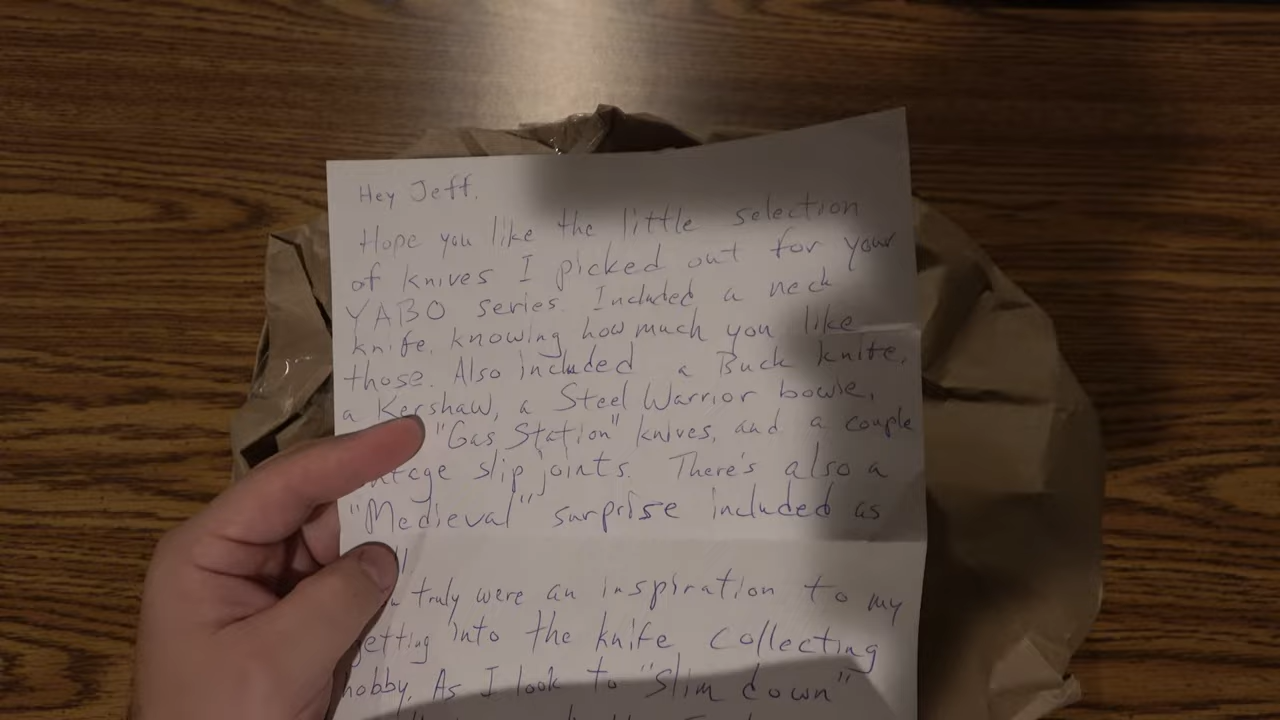 Hey Jeff.
Hope you like the little selection
of knives I picked out for your
YABO series. Included a neck
knife, knowing how much you like
those. Also included a Buck knife,
a Kershaw, a Steel Warrior bowie,
"Gas Station" knives, and a couple
slip joints. There's also a
"Medieval" surprise included as
truly were an inspiration to my
getting into the knife collecting
hobby. As I look to "Slim down"